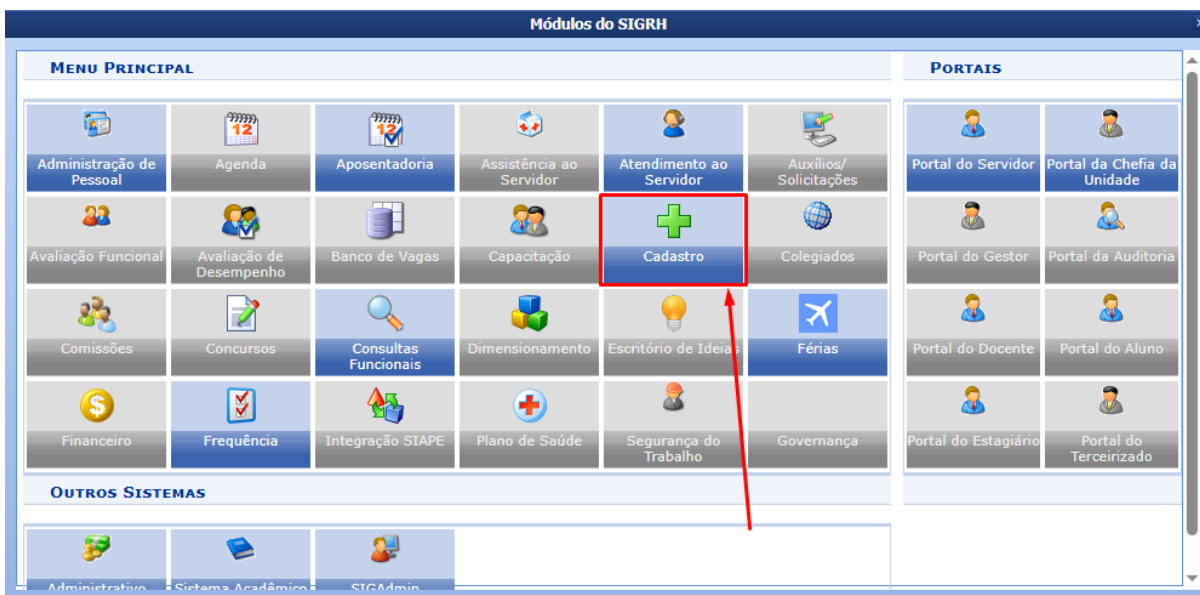 Módulos do SIGRH
MENU PRINCIPAL
PORTAIS
12
12
Administração de
Pessoal
Agenda
Aposentadoria
Assistência ao
Servidor
Atendimento ao
Servidor
Auxílios/
Solicitações
Portal do Servidor
Portal da Chefia da
Unidade
Avaliação Funcional
Avaliação de
Desempenho
Banco de Vagas
Capacitação
Cadastro
Colegiados
Portal do Gestor
Portal da Auditoria
Comissões
Concursos
Consultas
Funcionais
Dimensionamento
Escritório de Ideias
Férias
Portal do Docente
Portal do Aluno
Financeiro
Frequência
Integração SIAPE
Plano de Saúde
Segurança do
Trabalho
Governança
Portal do Estagiário
Portal do
Terceirizado
OUTROS SISTEMAS
Administrativo
Sistema Acadêmico
SIGAdmin